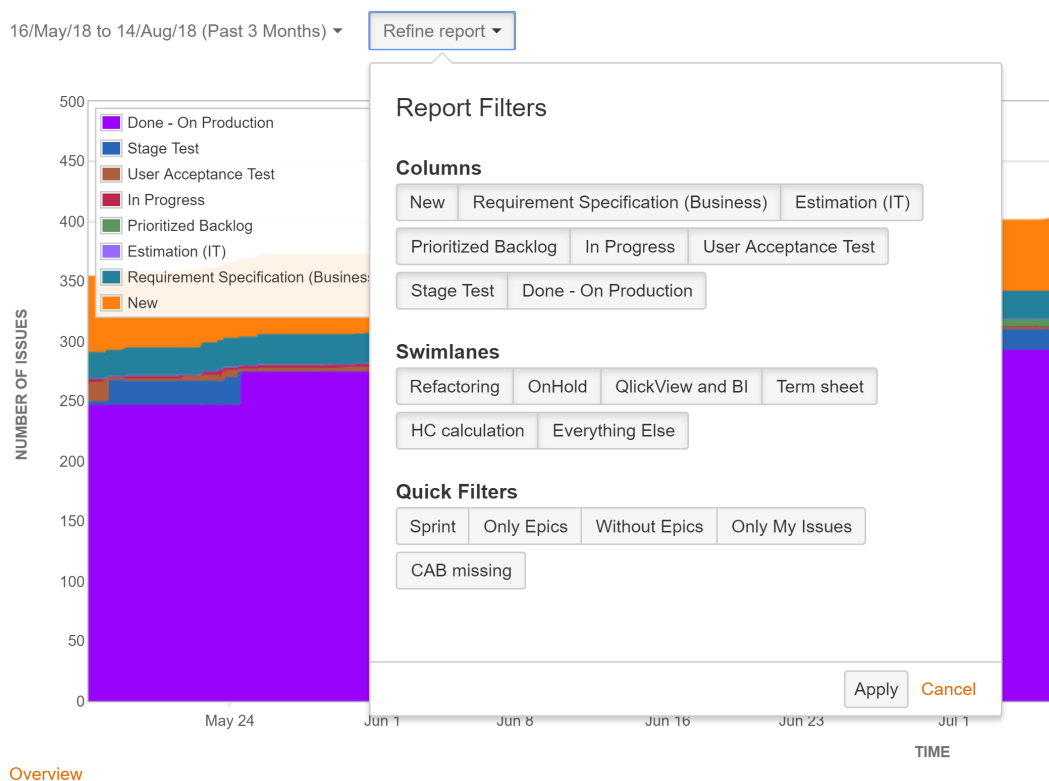 16/May/18 to 14/Aug/18 (Past 3 Months)
Refine report
Report Filters
Columns
New Requirement Specification (Business) Estimation (IT)
Prioritized Backlog In Progress User Acceptance Test
Stage Test Done - On Production
Swimlanes
Refactoring OnHold QlickView and BI Term sheet
HC calculation Everything Else
Quick Filters
Sprint Only Epics Without Epics Only My Issues
CAB missing
Apply Cancel
NUMBER OF ISSUES
500
450
400
350
300
250
200
150
100
50
0
Done - On Production
Stage Test
User Acceptance Test
In Progress
Prioritized Backlog
Estimation (IT)
Requirement Specification (Busines
New
May 24 Jun 1 Jun 8 Jun 16 Jun 23 Jul 1
TIME
Overview